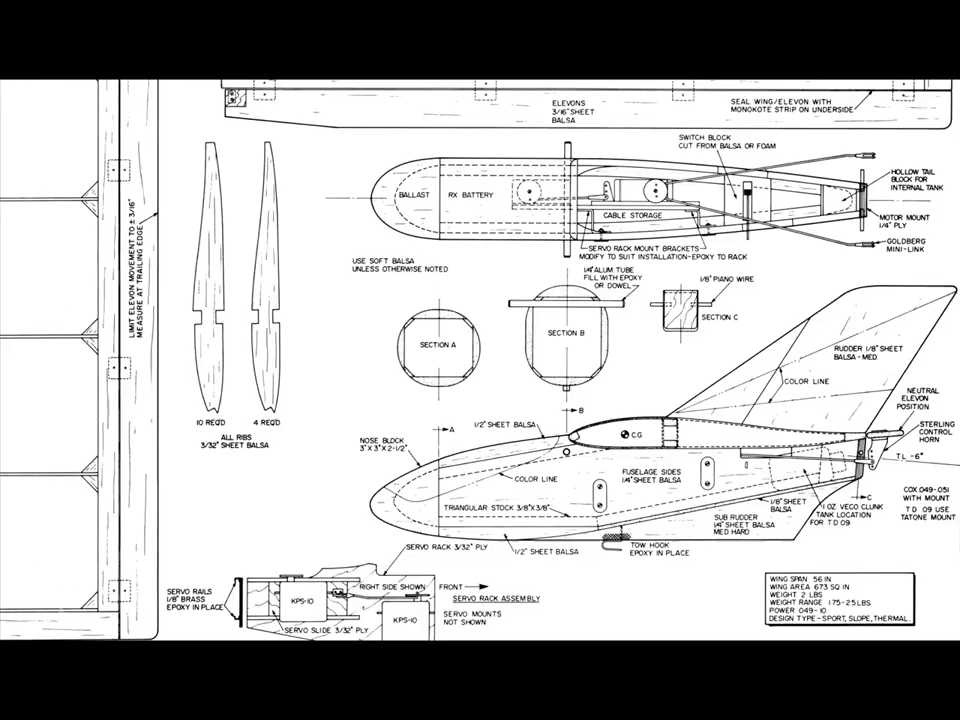 ELEVONS
3/16" SHEET
BALSA
SEAL WING/ELEVON WITH
MONOKOTE STRIP ON UNDERSIDE
SWITCH BLOCK
CUT FROM BALSA OR FOAM
HOLLOW TAIL
BLOCK FOR
INTERNAL TANK
BALLAST
RX BATTERY
CABLE STORAGE
MOTOR MOUNT
1/4" PLY
GOLDBERG
MINI-LINK
SERVO RACK MOUNT BRACKETS
MODIFY TO SUIT INSTALLATION-EPOXY TO RACK
LIMIT ELEVON MOVEMENT TO ± 3/16"
MEASURE AT TRAILING EDGE
USE SOFT BALSA
UNLESS OTHERWISE NOTED
1/4" ALUM TUBE
FILL WITH EPOXY
OR DOWEL
1/8" PIANO WIRE
SECTION A
SECTION B
SECTION C
10 REQ'D
4 REQ'D
ALL RIBS
3/32" SHEET BALSA
RUDDER 1/8" SHEET
BALSA-MED.
COLOR LINE
NEUTRAL
ELEVON
POSITION
STERLING
CONTROL
HORN
T.L. -6°
B
A
1/2" SHEET BALSA
NOSE BLOCK
3" X 3" X 2-1/2"
C.G.
COLOR LINE
FUSELAGE SIDES
1/4" SHEET BALSA
TRIANGULAR STOCK 3/8"X3/8"
1/8" SHEET
BALSA
C
COX .049-.051
WITH MOUNT
T D .09 USE
TATONE MOUNT
1 OZ VECO CLUNK
TANK LOCATION
FOR T D 09
SUB RUDDER
1/4" SHEET BALSA
MED HARD
TOW HOOK
EPOXY IN PLACE
1/2" SHEET BALSA
SERVO RACK 3/32" PLY
RIGHT SIDE SHOWN
FRONT
SERVO RACK ASSEMBLY
SERVO RAILS
1/8" BRASS
EPOXY IN PLACE
KPS-10
KPS-10
SERVO MOUNTS
NOT SHOWN
SERVO SLIDE 3/32" PLY
WING SPAN 56 IN
WING AREA 673 SQ IN
WEIGHT 2 LBS.
WEIGHT RANGE 1.75-2.5 LBS.
POWER .049-.10
DESIGN TYPE-SPORT, SLOPE, THERMAL.